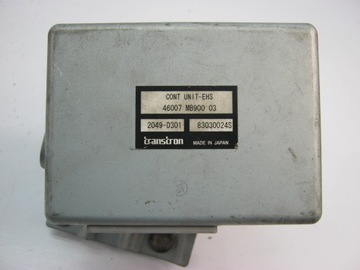 CONT UNIT-EHS
46007 MB900 03
2049-D301 83030024S
transtron MADE IN JAPAN